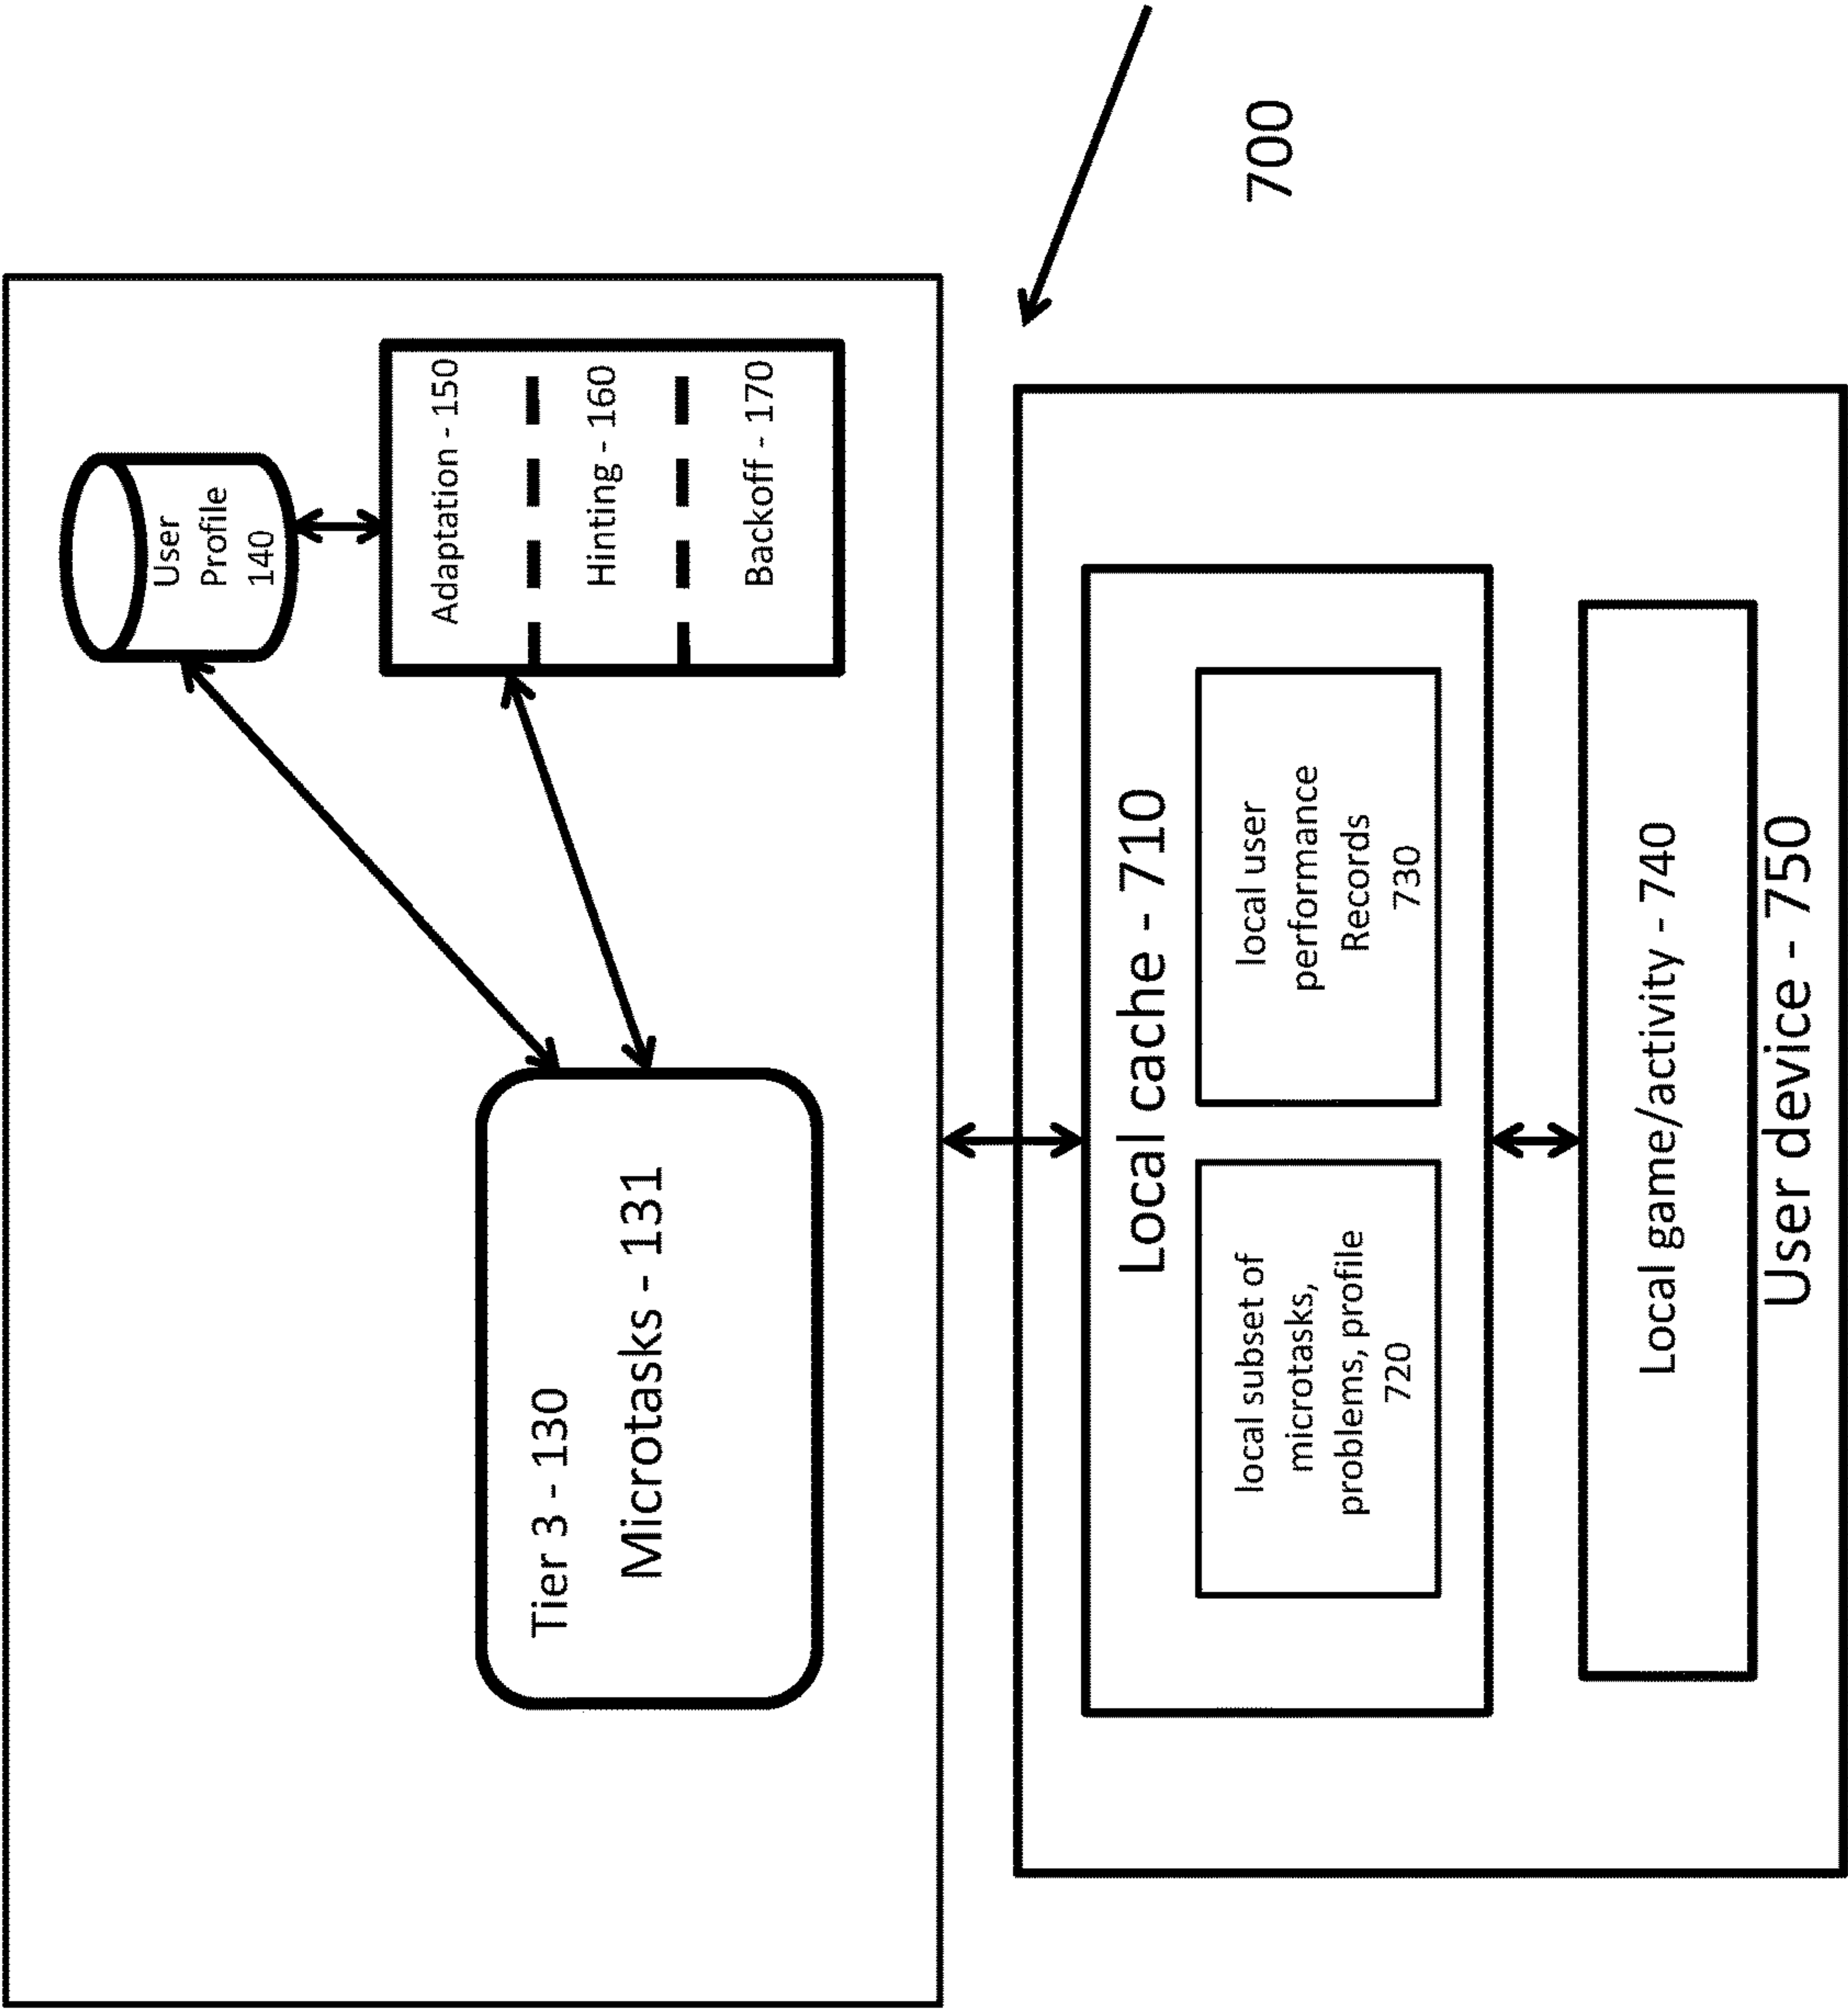 User
Profile
140
Adaptation - 150
Hinting - 160
Backoff - 170
Tier 3 - 130
Microtasks - 131
700
Local cache - 710
local subset of
microtasks,
problems, profile
720
local user
performance
Records
730
Local game/activity - 740
User device - 750